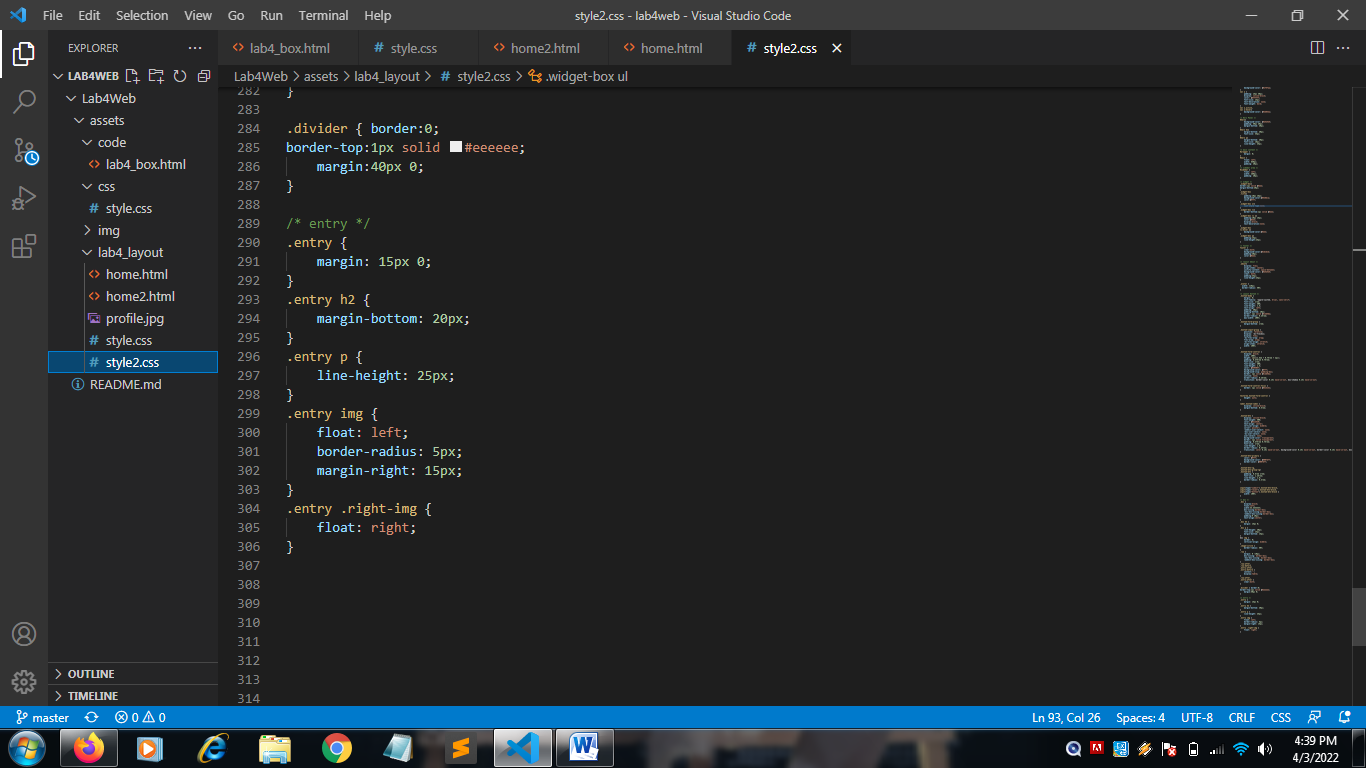 File Edit Selection View Go Run Terminal Help
style2.css - lab4web - Visual Studio Code
EXPLORER
lab4_box.html
style.css
home2.html
home.html
style2.css
LAB4WEB
Lab4Web > assets > lab4_layout > style2.css > .widget-box ul
Lab4Web
assets
code
lab4_box.html
css
style.css
img
lab4_layout
home.html
home2.html
profile.jpg
style.css
style2.css
README.md
OUTLINE
TIMELINE
282 }
283
284 .divider { border:0;
285 border-top:1px solid #eeeeee;
286 margin:40px 0;
287 }
288
289 /* entry */
290 .entry {
291 margin: 15px 0;
292 }
293 .entry h2 {
294 margin-bottom: 20px;
295 }
296 .entry p {
297 line-height: 25px;
298 }
299 .entry img {
300 float: left;
301 border-radius: 5px;
302 margin-right: 15px;
303 }
304 .entry .right-img {
305 float: right;
306 }
307
308
309
310
311
312
313
314
master 0 0 Ln 93, Col 26 Spaces: 4 UTF-8 CRLF CSS
4:39 PM
4/3/2022